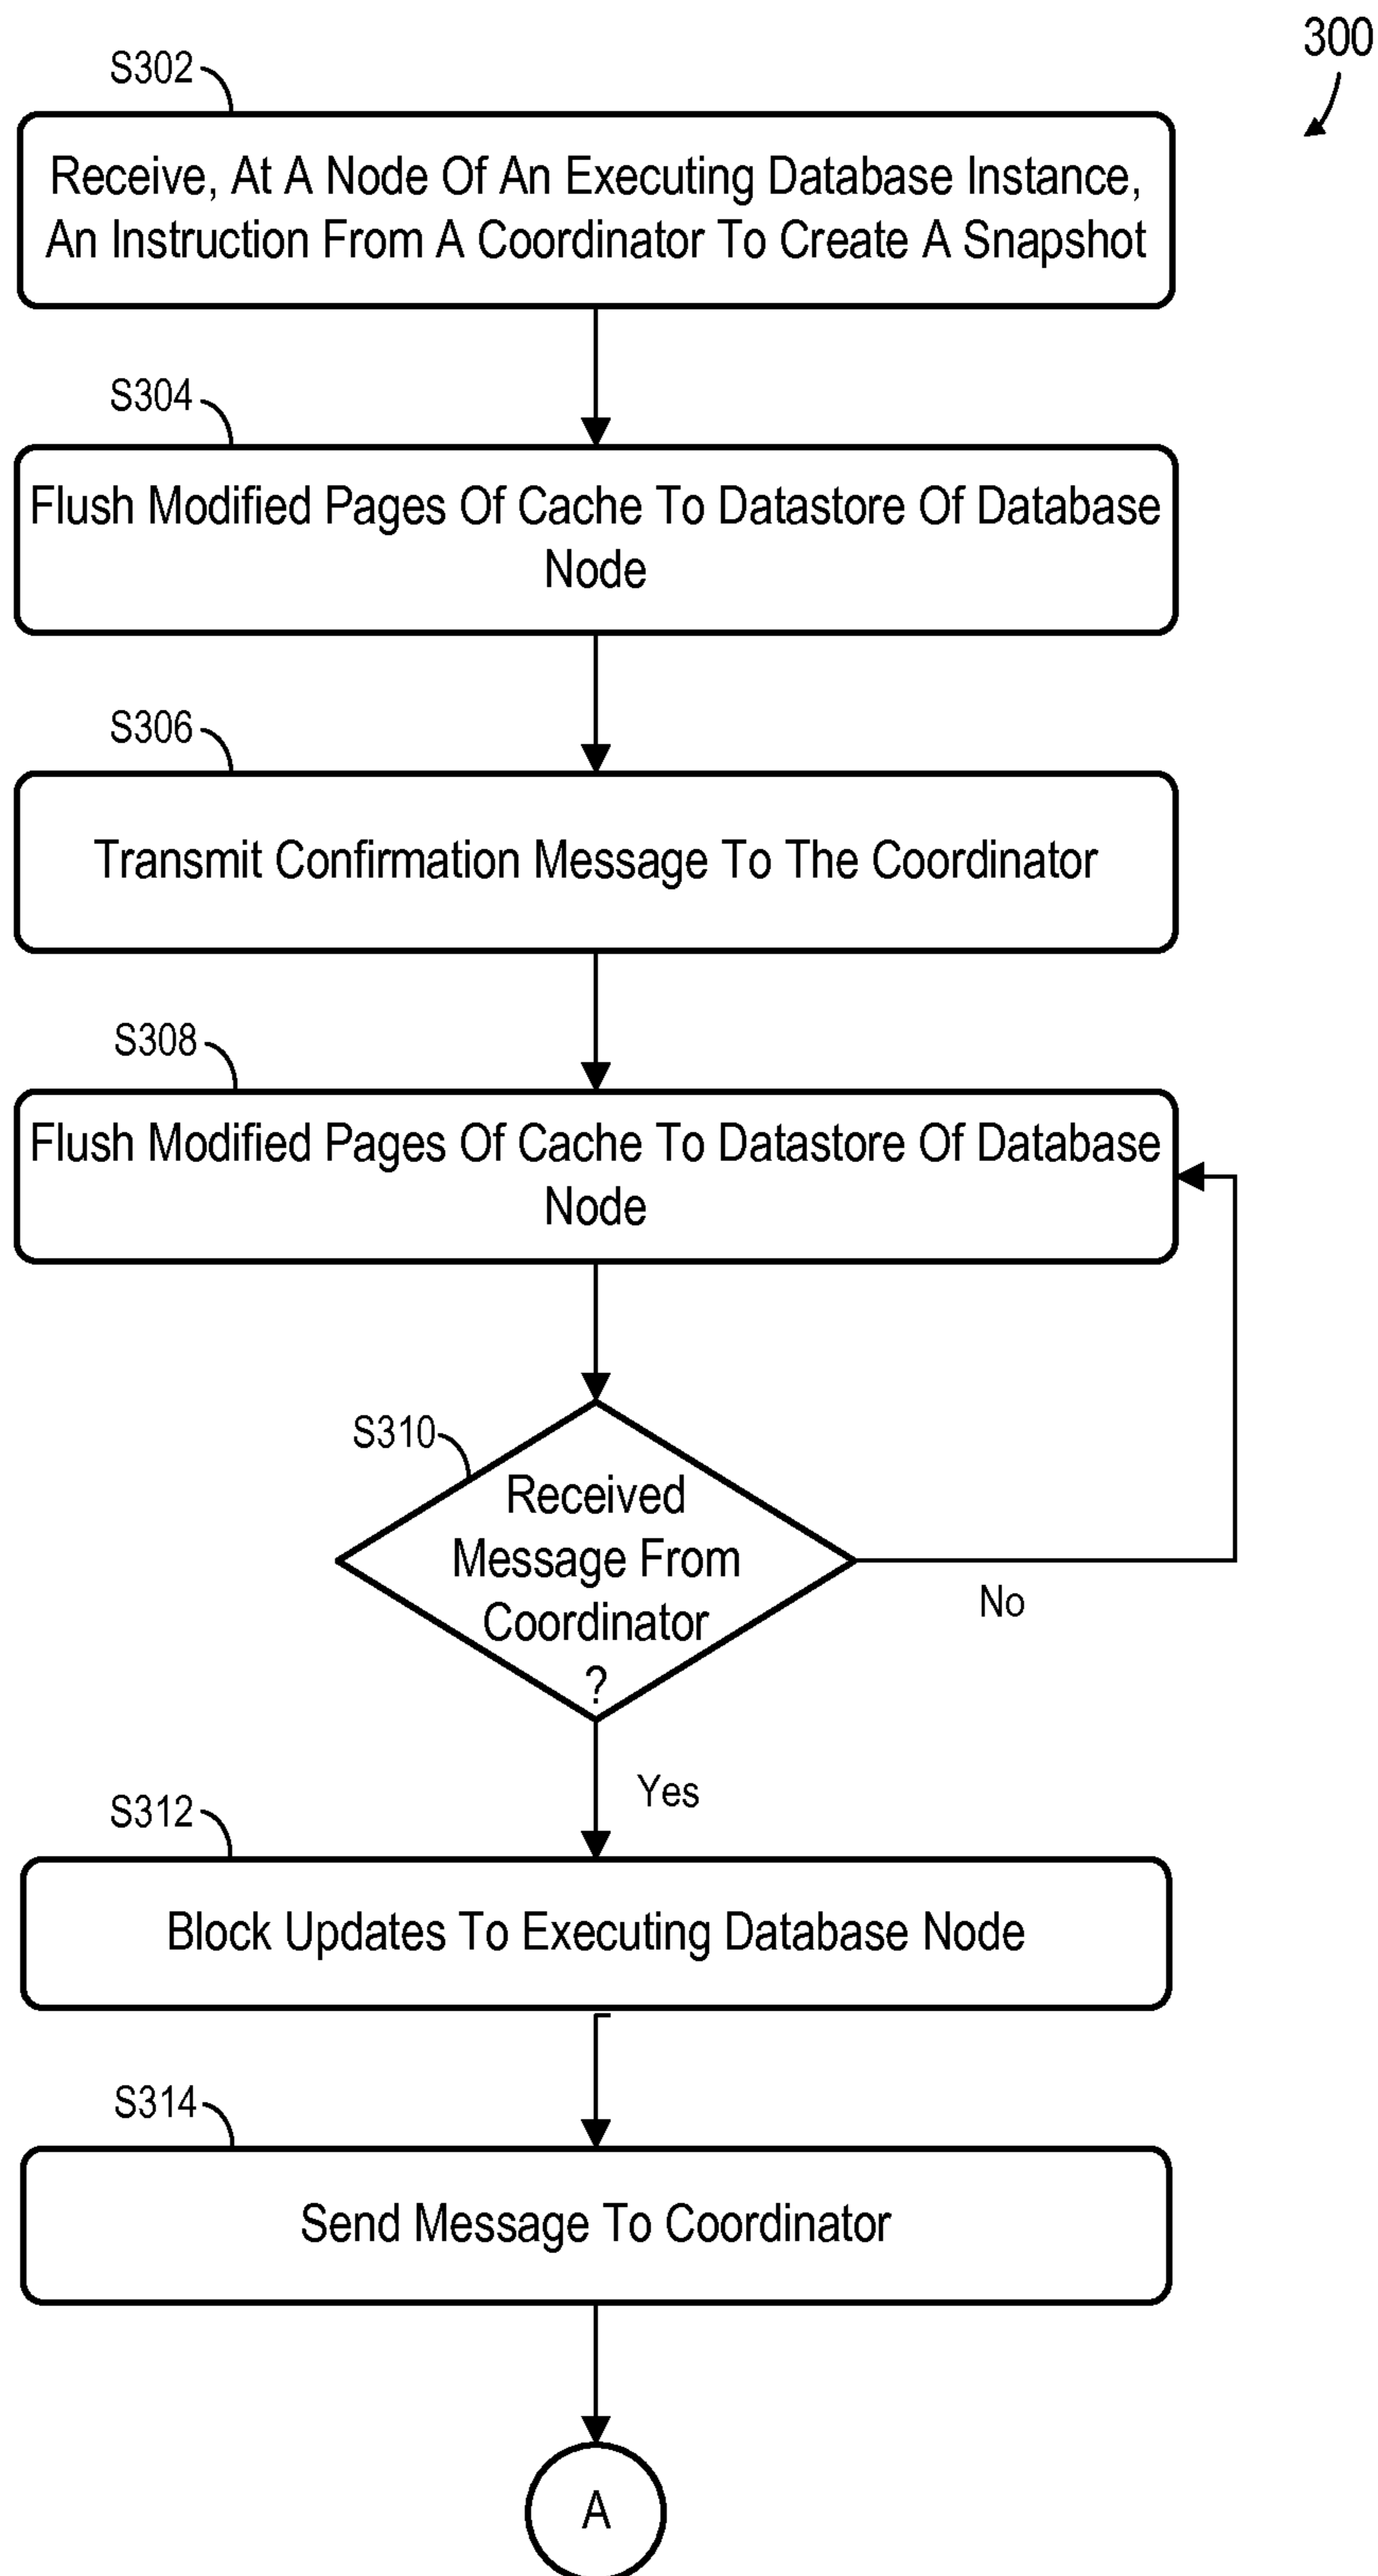 300
S302
Receive, At A Node Of An Executing Database Instance,
An Instruction From A Coordinator To Create A Snapshot
S304
Flush Modified Pages Of Cache To Datastore Of Database
Node
S306
Transmit Confirmation Message To The Coordinator
S308
Flush Modified Pages Of Cache To Datastore Of Database
Node
S310
Received
Message From
Coordinator
?
No
Yes
S312
Block Updates To Executing Database Node
S314
Send Message To Coordinator
A